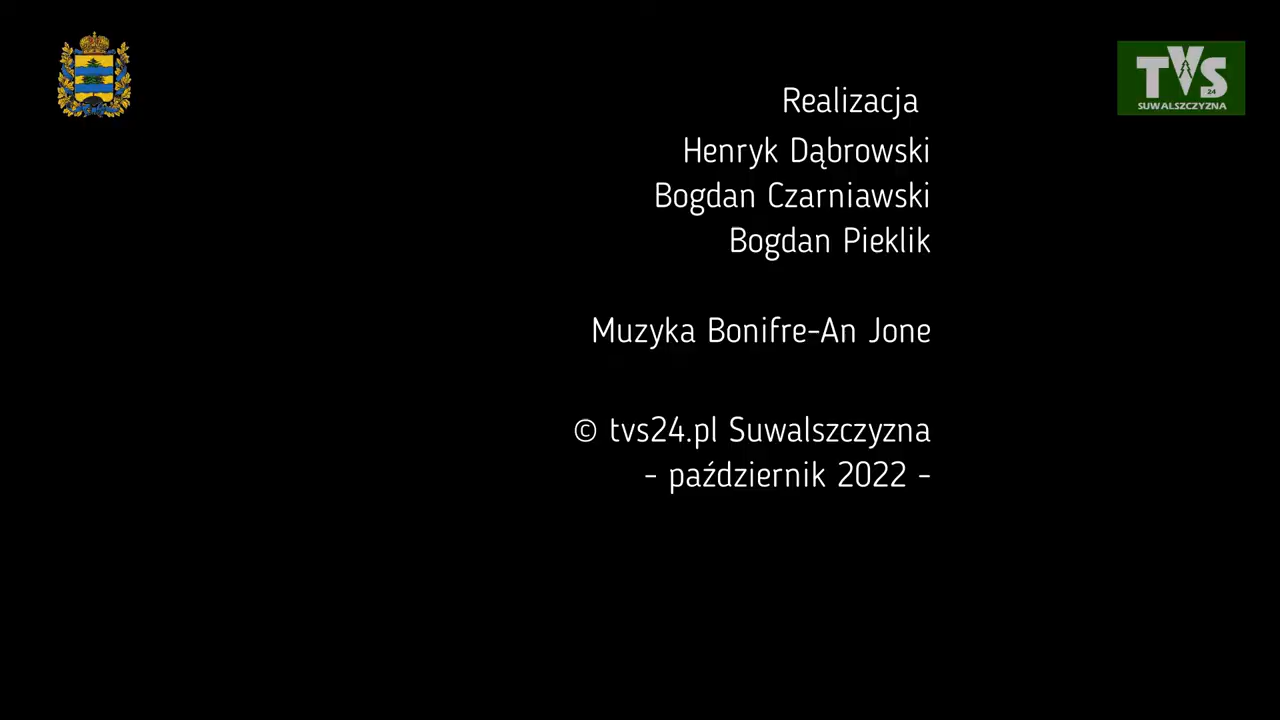 TVS
24
SUWALSZCZYZNA
Realizacja
Henryk Dąbrowski
Bogdan Czarniawski
Bogdan Pieklik
Muzyka Bonifre-An Jone
© tvs24.pl Suwalszczyzna
- październik 2022 -